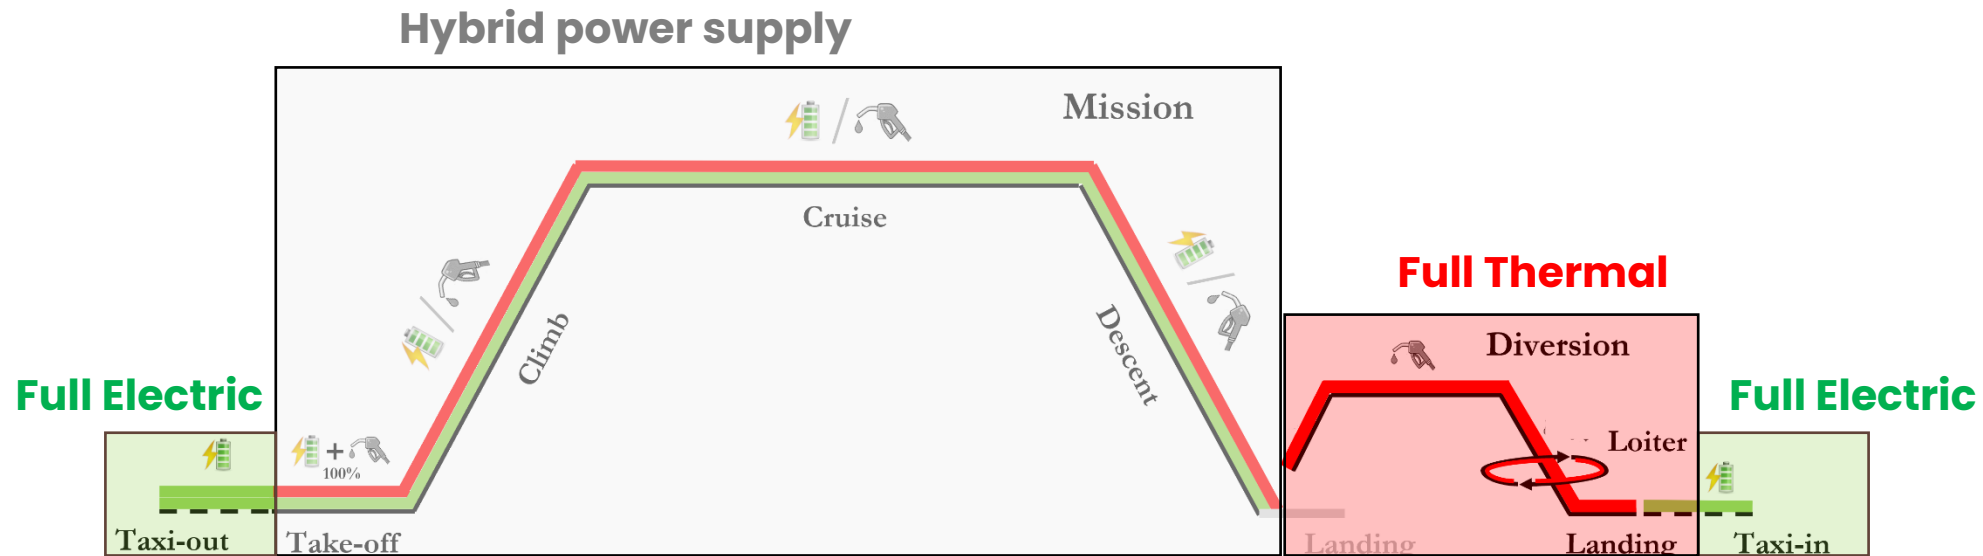 Hybrid power supply
Mission
Cruise
Climb
Descent
Full Thermal
Diversion
Full Electric
Full Electric
Loiter
+
100%
Taxi-out
Take-off
Landing
Landing
Taxi-in